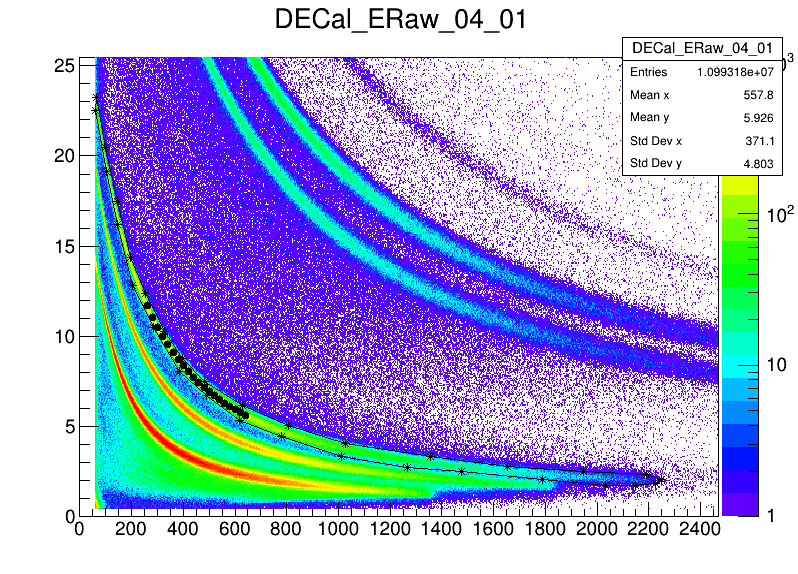 DECal_ERaw_04_01
DECal_ERaw_04_01
Entries 1.099318e+07
Mean x 557.8
Mean y 5.926
Std Dev x 371.1
Std Dev y 4.803
25
20
15
10
5
0
0 200 400 600 800 1000 1200 1400 1600 1800 2000 2200 2400
3
10²
10
1